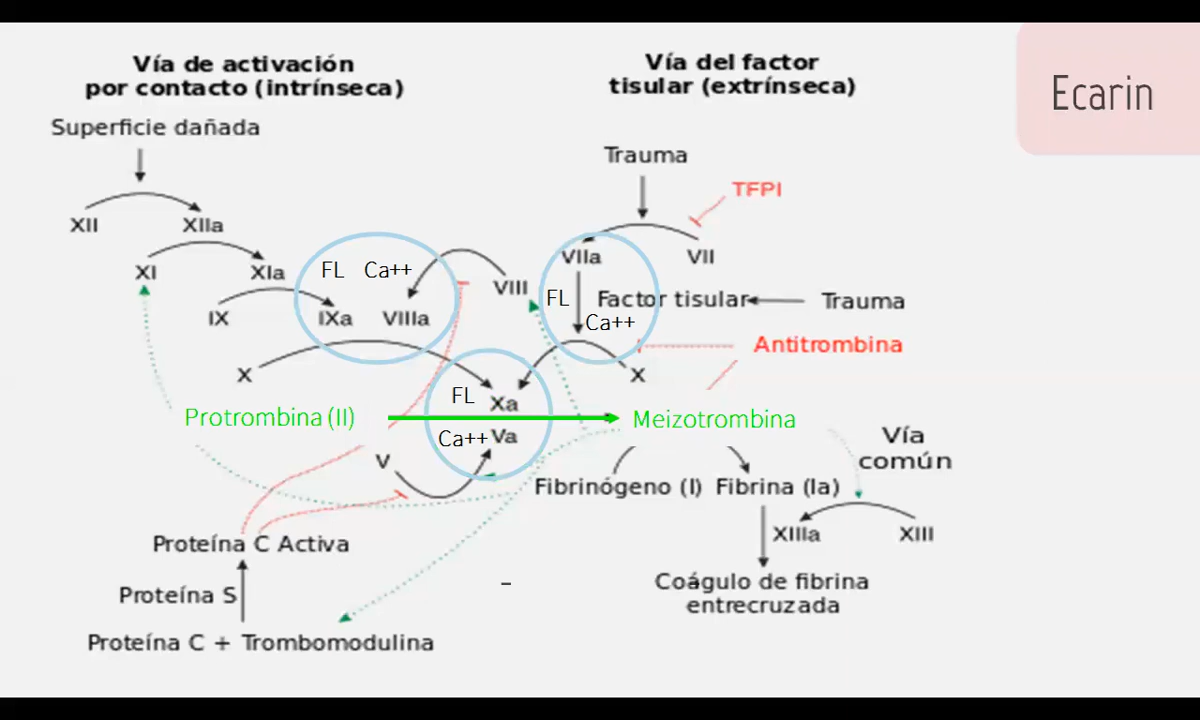 Vía de activación
por contacto (intrínseca)
Vía del factor
tisular (extrínseca)
Ecarin
Superficie dañada
Trauma
TFPI
XII
XIIa
VIIa
VII
XI
XIa
FL Ca++
VIII
FL
Factor tisular
Trauma
IX
IXa
VIIIa
Ca++
Antitrombina
X
X
FL
Xa
Protrombina (II)
Meizotrombina
Ca++ Va
Vía
común
V
Fibrinógeno (I) Fibrina (Ia)
XIIIa
XIII
Proteína C Activa
Coágulo de fibrina
entrecruzada
Proteína S
–
Proteína C + Trombomodulina